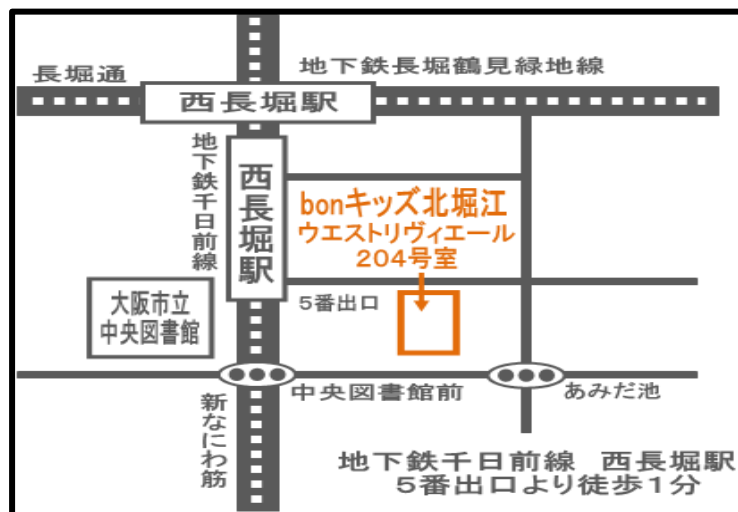 長堀通
地下鉄長堀鶴見緑地線
西長堀駅
地下鉄千日前線
西長堀駅
bonキッズ北堀江
ウエストリヴィエール
204号室
大阪市立
中央図書館
5番出口
中央図書館前
あみだ池
新なにわ筋
地下鉄千日前線 西長堀駅
5番出口より徒歩1分